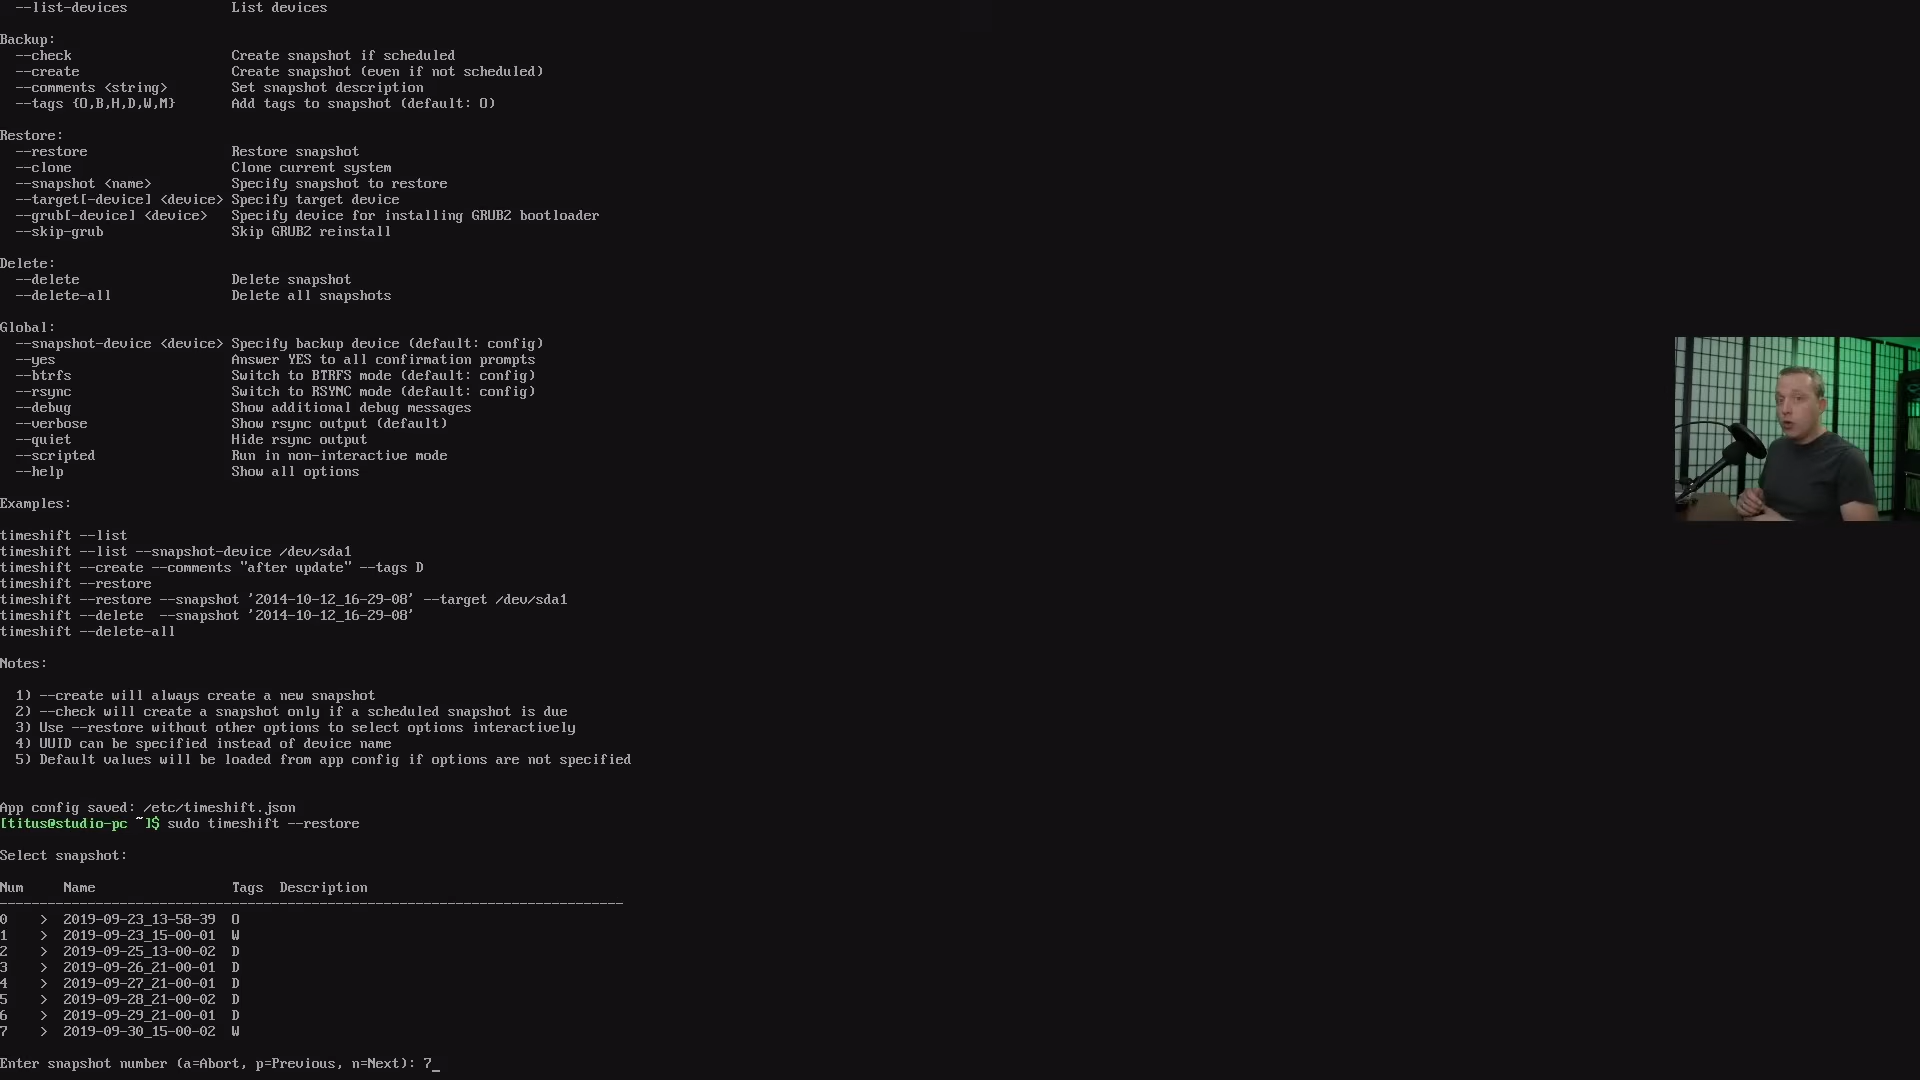 --list-devices List devices
Backup:
--check Create snapshot if scheduled
--create Create snapshot (even if not scheduled)
--comments <string> Set snapshot description
--tags {O,B,H,D,W,M} Add tags to snapshot (default: O)
Restore:
--restore Restore snapshot
--clone Clone current system
--snapshot <name> Specify snapshot to restore
--target[-device] <device> Specify target device
--grub[-device] <device> Specify device for installing GRUB2 bootloader
--skip-grub Skip GRUB2 reinstall
Delete:
--delete Delete snapshot
--delete-all Delete all snapshots
Global:
--snapshot-device <device> Specify backup device (default: config)
--yes Answer YES to all confirmation prompts
--btrfs Switch to BTRFS mode (default: config)
--rsync Switch to RSYNC mode (default: config)
--debug Show additional debug messages
--verbose Show rsync output (default)
--quiet Hide rsync output
--scripted Run in non-interactive mode
--help Show all options
Examples:
timeshift --list
timeshift --list --snapshot-device /dev/sda1
timeshift --create --comments "after update" --tags D
timeshift --restore
timeshift --restore --snapshot '2014-10-12_16-29-08' --target /dev/sda1
timeshift --delete --snapshot '2014-10-12_16-29-08'
timeshift --delete-all
Notes:
1) --create will always create a new snapshot
2) --check will create a snapshot only if a scheduled snapshot is due
3) Use --restore without other options to select options interactively
4) UUID can be specified instead of device name
5) Default values will be loaded from app config if options are not specified
App config saved: /etc/timeshift.json
[titus@studio-pc ~]$ sudo timeshift --restore
Select snapshot:
Num Name Tags Description
0 > 2019-09-23_13-58-39 O
1 > 2019-09-23_15-00-01 W
2 > 2019-09-25_13-00-02 D
3 > 2019-09-26_21-00-01 D
4 > 2019-09-27_21-00-01 D
5 > 2019-09-28_21-00-02 D
6 > 2019-09-29_21-00-01 D
7 > 2019-09-30_15-00-02 W
Enter snapshot number (a=Abort, p=Previous, n=Next): 7_